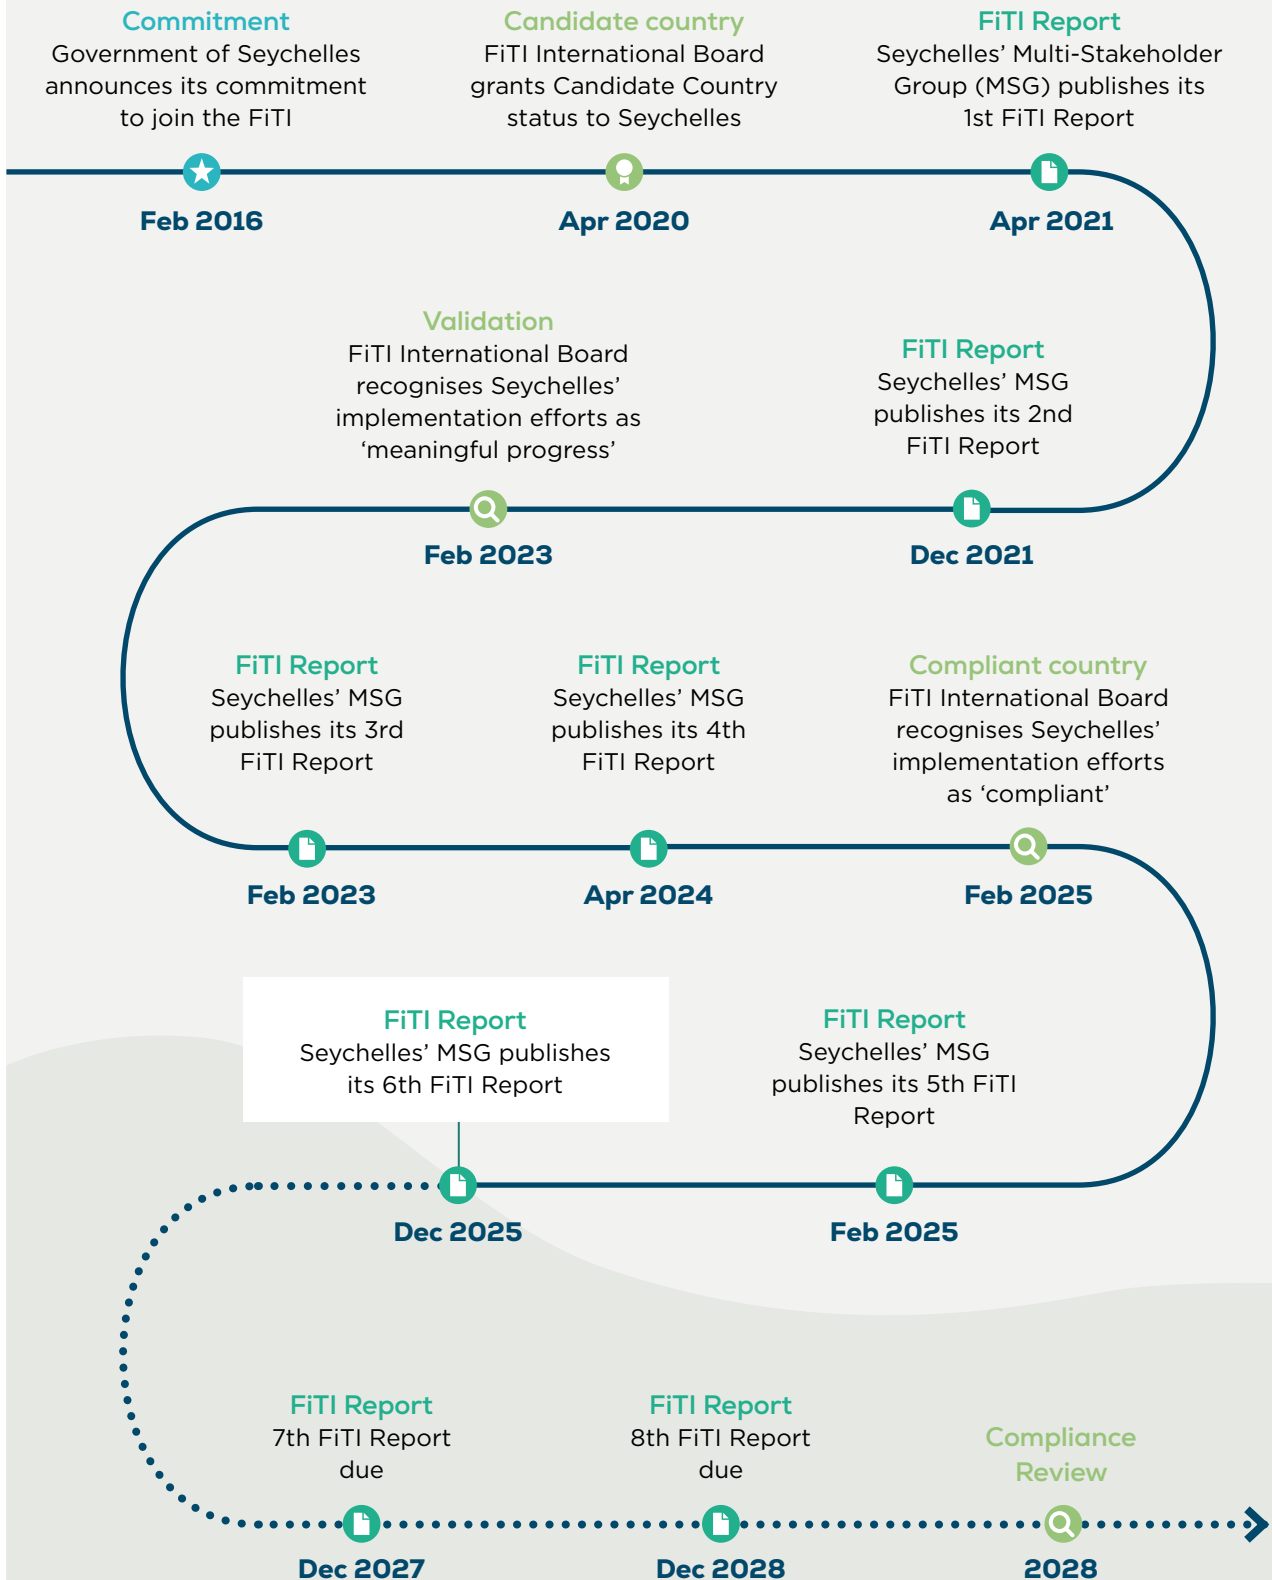 Commitment
Government of Seychelles
announces its commitment
to join the FiTI
Feb 2016
Candidate country
FiTI International Board
grants Candidate Country
status to Seychelles
Apr 2020
FiTI Report
Seychelles’ Multi-Stakeholder
Group (MSG) publishes its
1st FiTI Report
Apr 2021
FiTI Report
Seychelles’ MSG
publishes its 2nd
FiTI Report
Dec 2021
Validation
FiTI International Board
recognises Seychelles’
implementation efforts as
‘meaningful progress’
Feb 2023
FiTI Report
Seychelles’ MSG
publishes its 3rd
FiTI Report
Feb 2023
FiTI Report
Seychelles’ MSG
publishes its 4th
FiTI Report
Apr 2024
Compliant country
FiTI International Board
recognises Seychelles’
implementation efforts
as ‘compliant’
Feb 2025
FiTI Report
Seychelles’ MSG
publishes its 5th FiTI
Report
Feb 2025
FiTI Report
Seychelles’ MSG publishes
its 6th FiTI Report
Dec 2025
FiTI Report
7th FiTI Report
due
Dec 2027
FiTI Report
8th FiTI Report
due
Dec 2028
Compliance
Review
2028